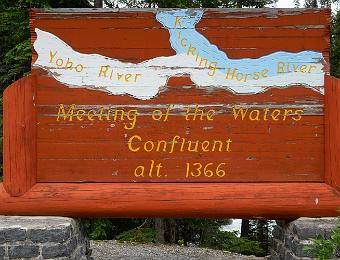 Yoho River
Kicking Horse River
Meeting of the Waters
Confluent
alt. 1366